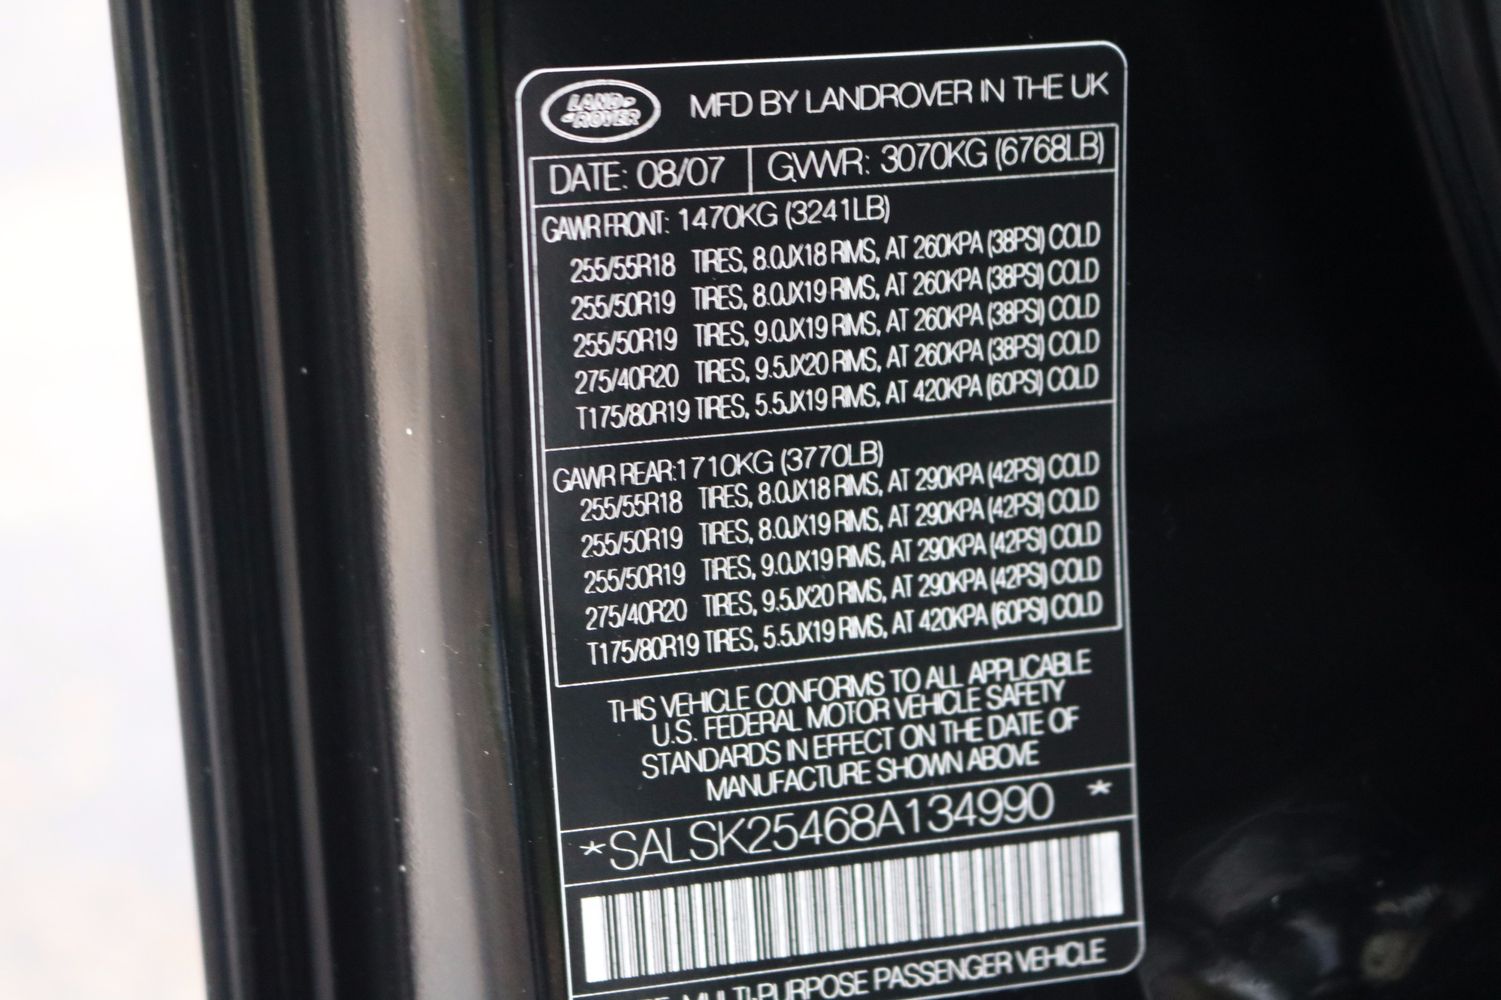 LAND-
-ROVER
MFD BY LANDROVER IN THE UK
DATE: 08/07 GVWR: 3070KG (6768LB)
GAWR FRONT: 1470KG (3241LB)
255/55R18 TIRES, 8.0JX18 RIMS, AT 260KPA (38PSI) COLD
255/50R19 TIRES, 8.0JX19 RIMS, AT 260KPA (38PSI) COLD
255/50R19 TIRES, 9.0JX19 RIMS, AT 260KPA (38PSI) COLD
275/40R20 TIRES, 9.5JX20 RIMS, AT 260KPA (38PSI) COLD
T175/80R19 TIRES, 5.5JX19 RIMS, AT 420KPA (60PSI) COLD
GAWR REAR:1710KG (3770LB)
255/55R18 TIRES, 8.0JX18 RIMS, AT 290KPA (42PSI) COLD
255/50R19 TIRES, 8.0JX19 RIMS, AT 290KPA (42PSI) COLD
255/50R19 TIRES, 9.0JX19 RIMS, AT 290KPA (42PSI) COLD
275/40R20 TIRES, 9.5JX20 RIMS, AT 290KPA (42PSI) COLD
T175/80R19 TIRES, 5.5JX19 RIMS, AT 420KPA (60PSI) COLD
THIS VEHICLE CONFORMS TO ALL APPLICABLE
U.S. FEDERAL MOTOR VEHICLE SAFETY
STANDARDS IN EFFECT ON THE DATE OF
MANUFACTURE SHOWN ABOVE
*SALSK25468A134990 *
MULTI-PURPOSE PASSENGER VEHICLE